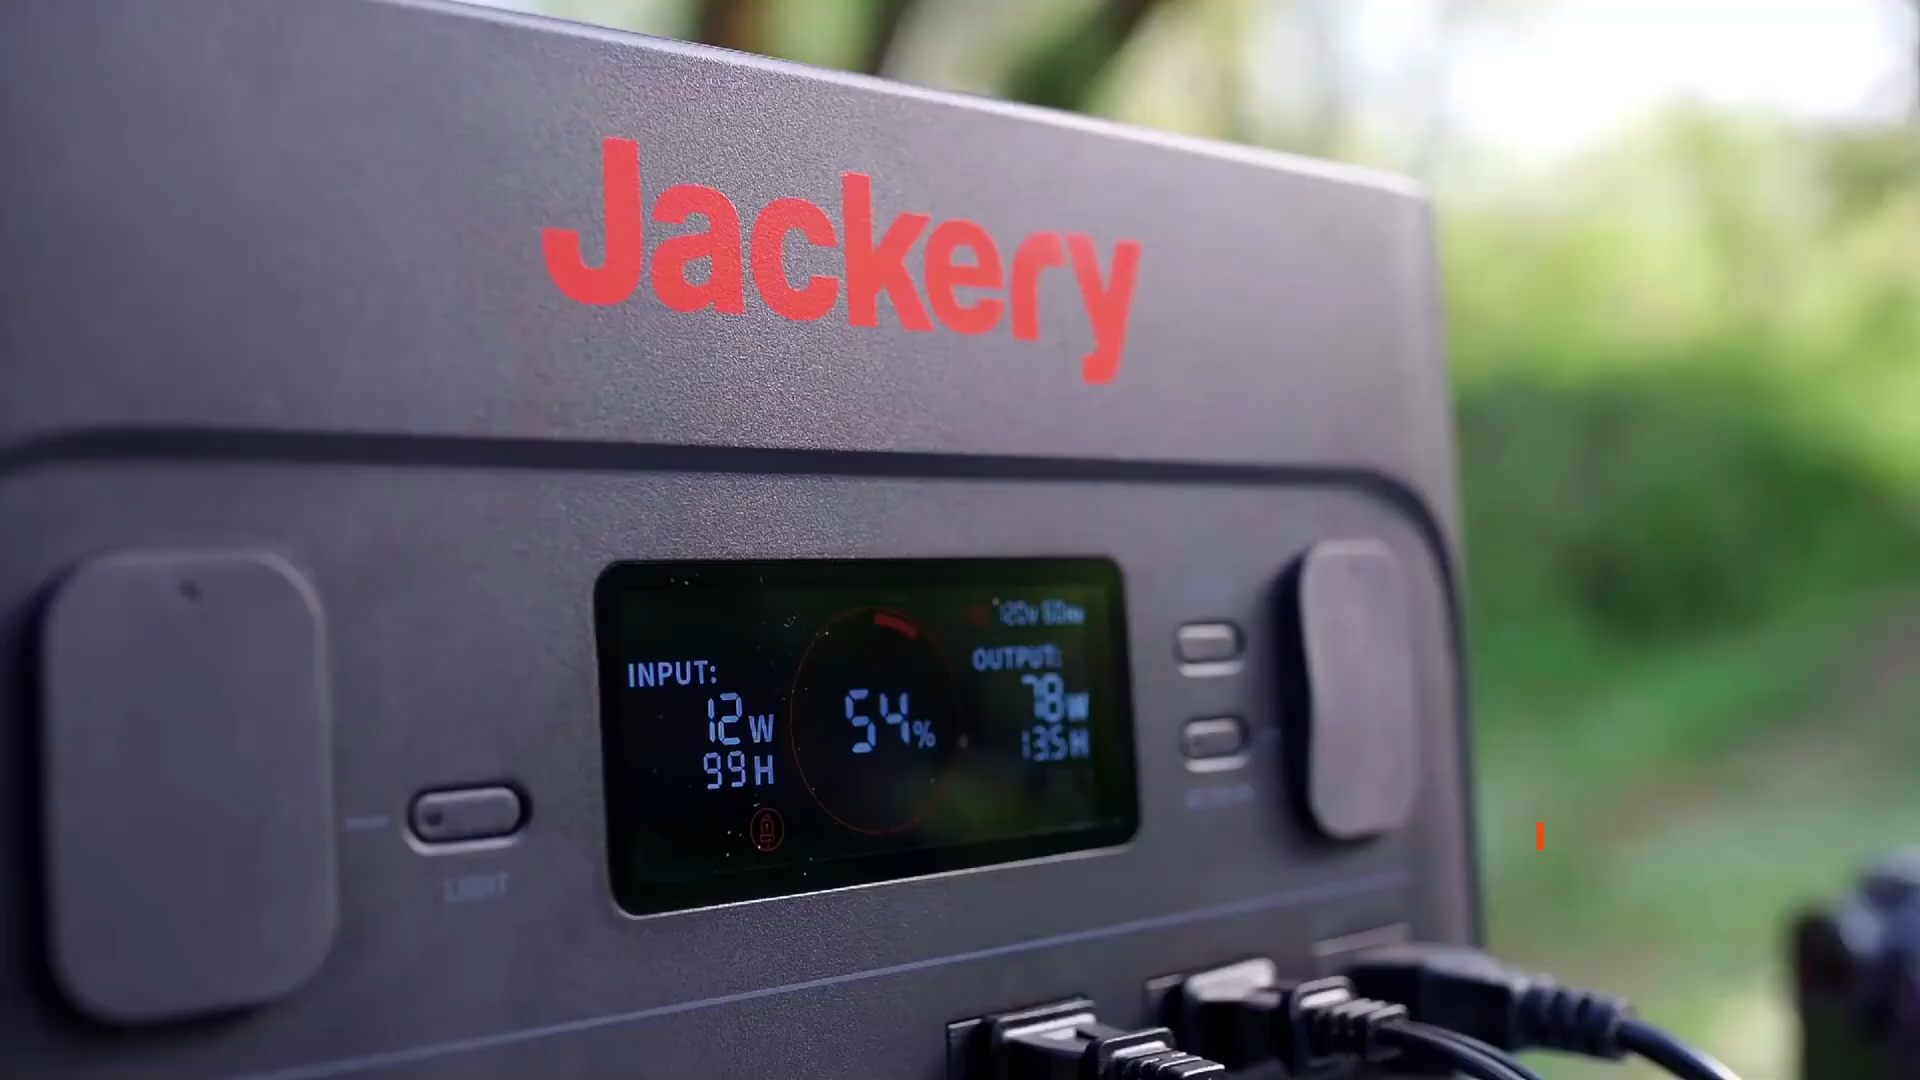 Jackery
120V 60Hz
INPUT:
12W
99H
54%
OUTPUT:
78W
13.5H
LIGHT